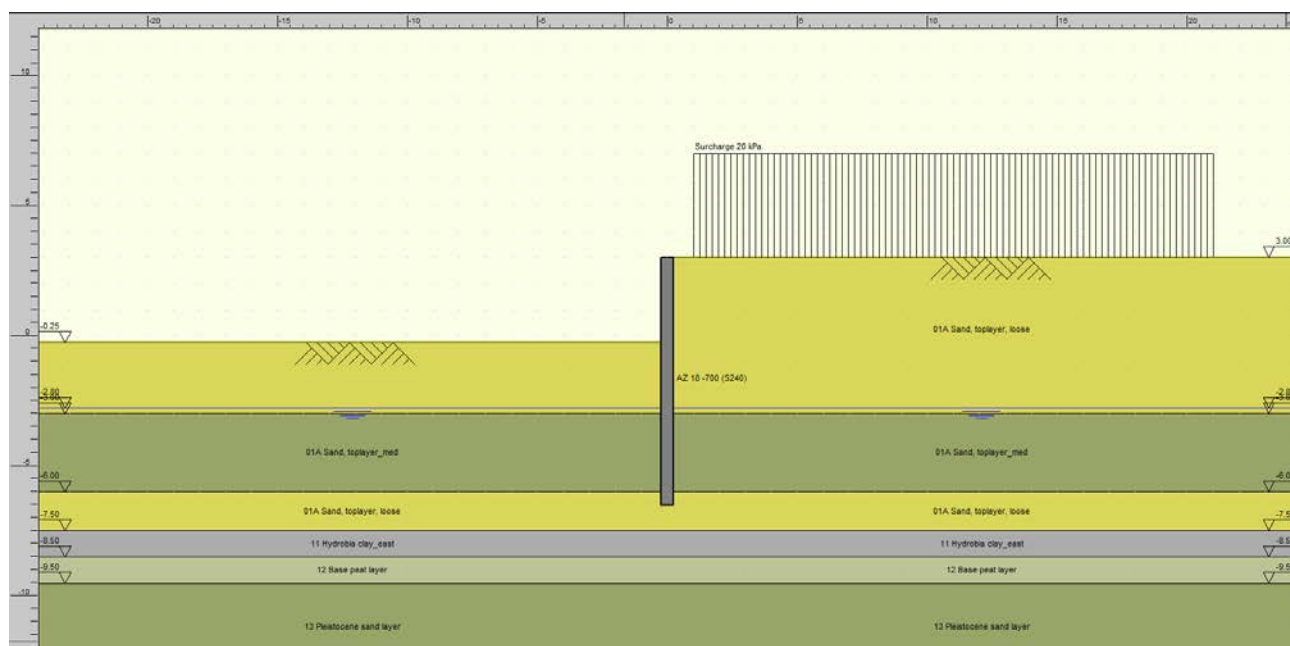 -20 -15 -10 -5 0 5 10 15 20
10
Surcharge 20 kPa
5
3.00
-0.25
0
01A Sand, toplayer, loose
AZ 18 -700 (S240)
-2.80
-3.00
01A Sand, toplayer_med 01A Sand, toplayer_med
-5
-6.00 -6.0
01A Sand, toplayer, loose 01A Sand, toplayer, loose
-7.50 -7.5
11 Hydrobia clay_east 11 Hydrobia clay_east
-8.50 -8.5
12 Base peat layer 12 Base peat layer
-9.50 -9.5
-10
13 Pleistocene sand layer 13 Pleistocene sand layer